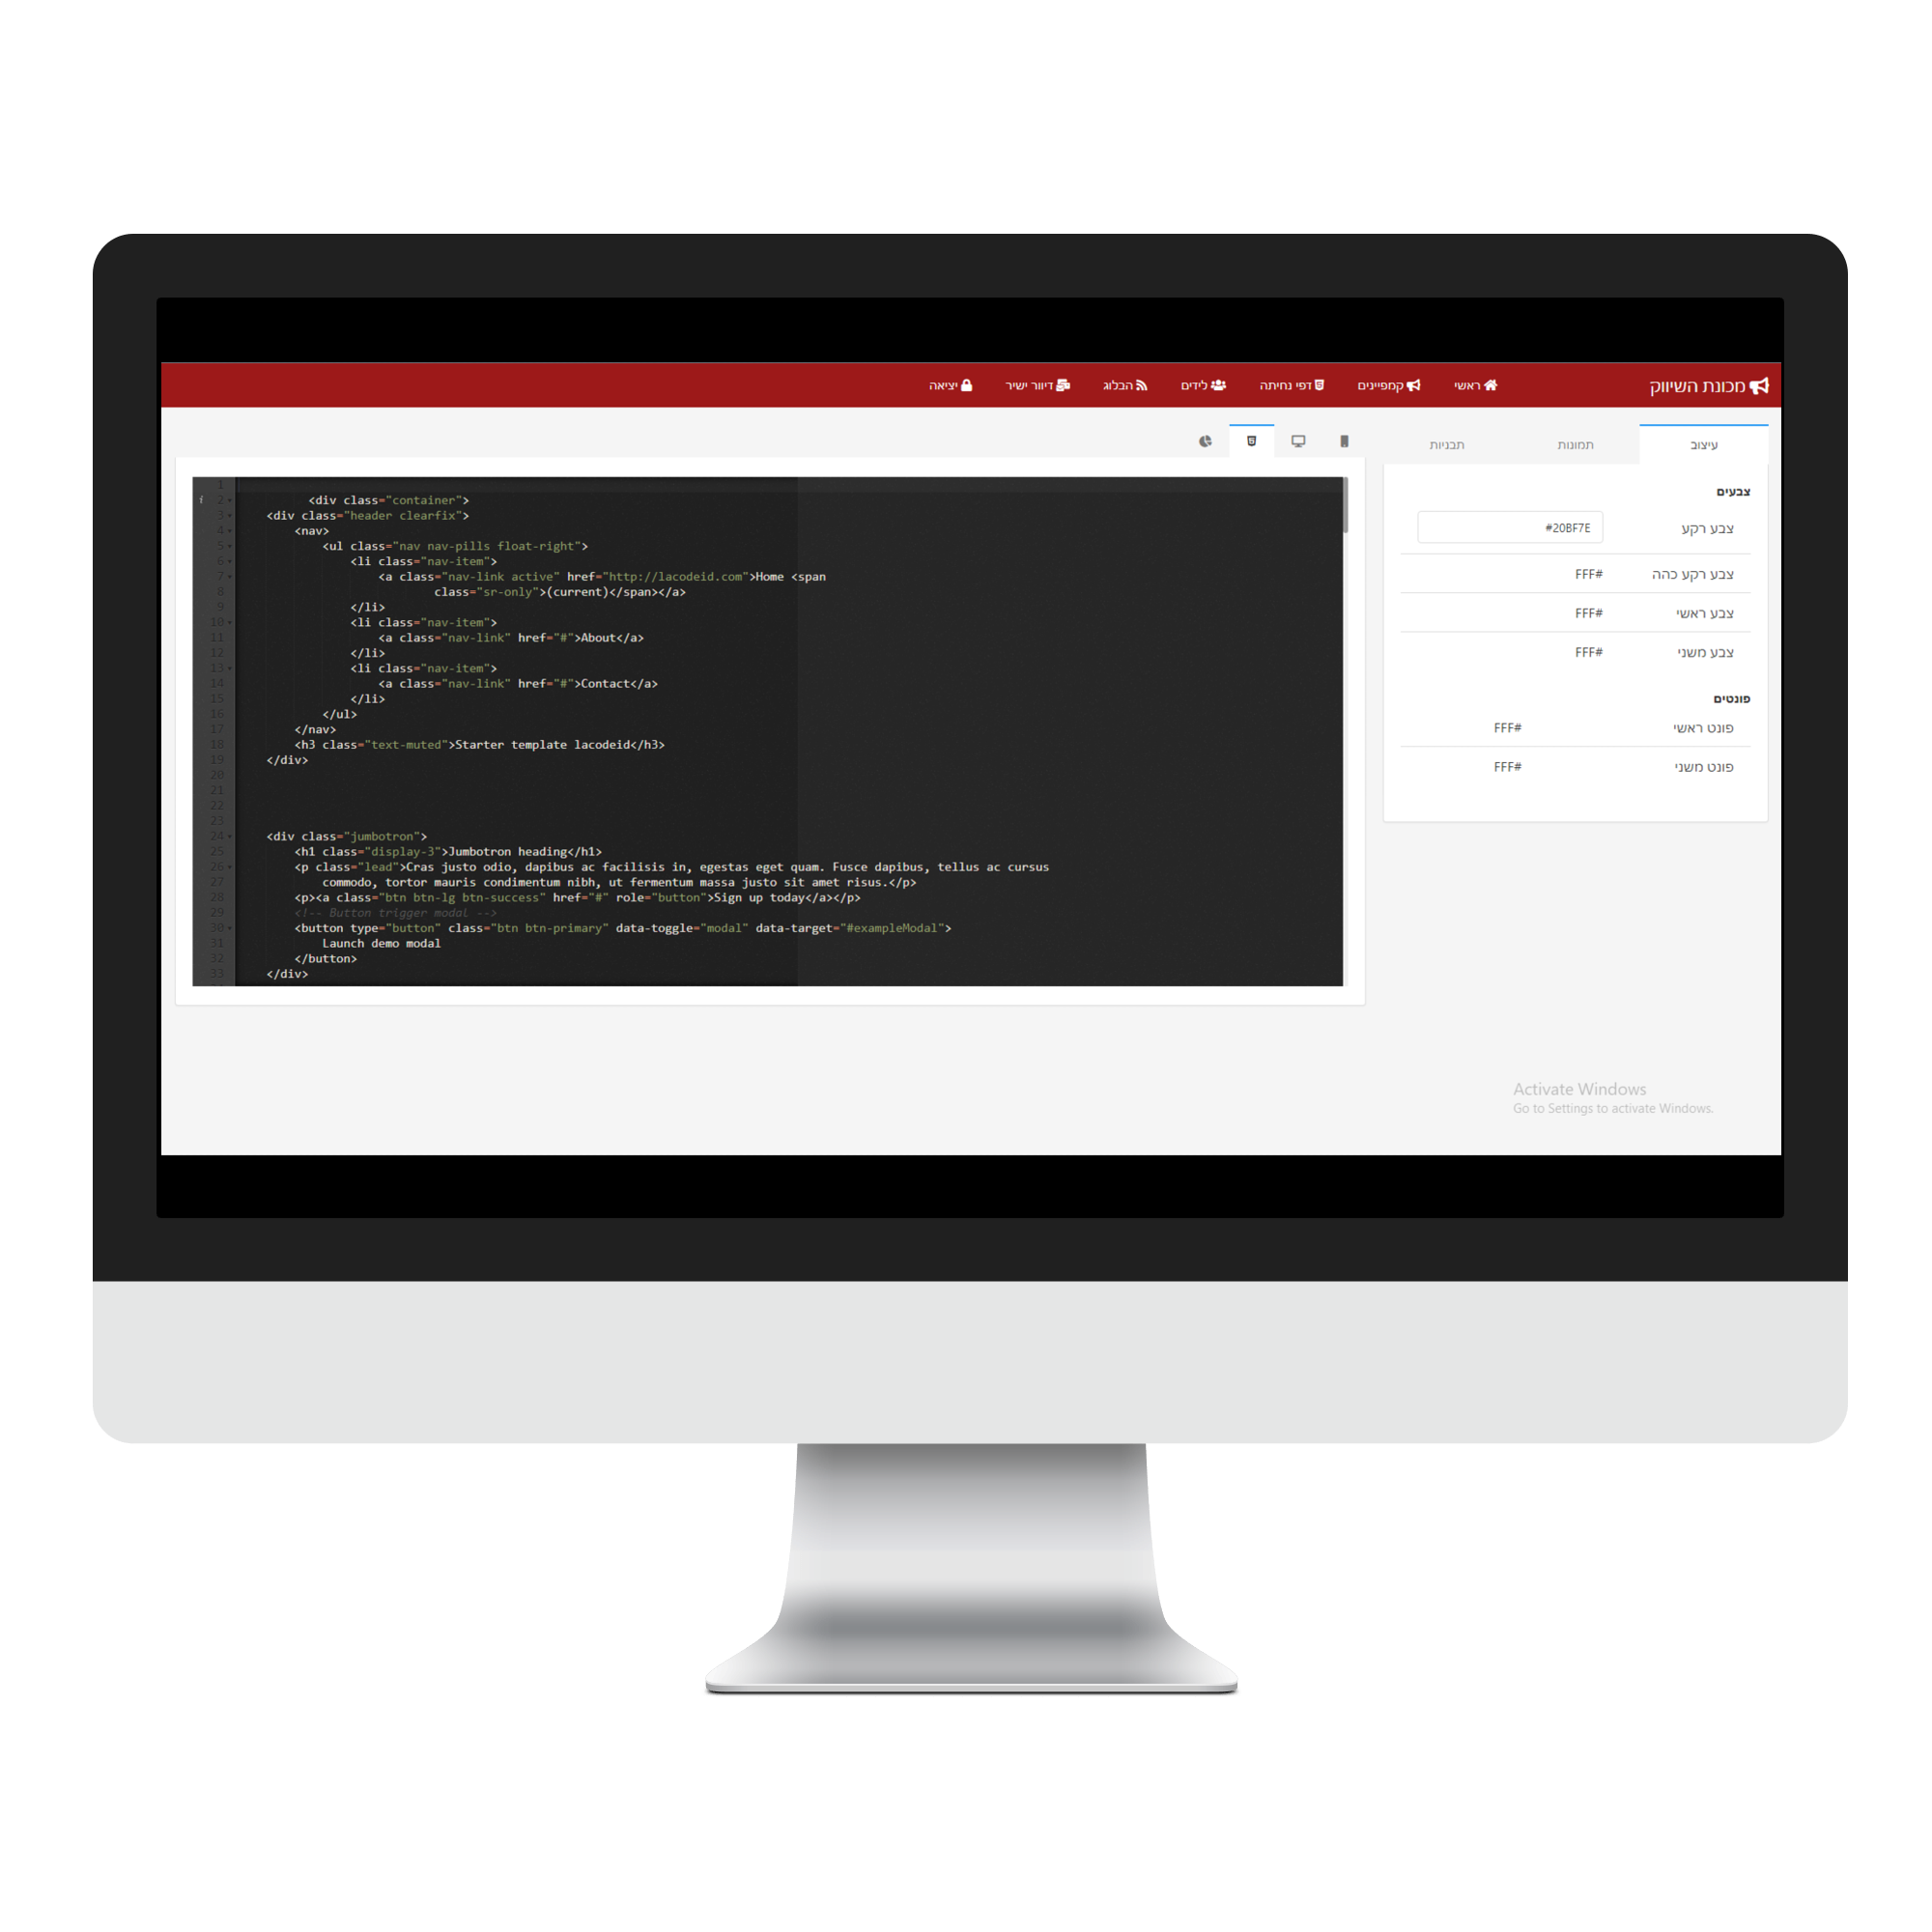 מכונת השיווק
ראשי
קמפיינים
דפי נחיתה
לידים
הבלוג
דיוור ישיר
יציאה
עיצוב
תמונות
תבניות
צבעים
צבע רקע #20BF7E
צבע רקע כהה FFF#
צבע ראשי FFF#
צבע משני FFF#
פונטים
פונט ראשי FFF#
פונט משני FFF#
1
i 2 <div class="container">
3 <div class="header clearfix">
4 <nav>
5 <ul class="nav nav-pills float-right">
6 <li class="nav-item">
7 <a class="nav-link active" href="http://lacodeid.com">Home <span
8 class="sr-only">(current)</span></a>
9 </li>
10 <li class="nav-item">
11 <a class="nav-link" href="#">About</a>
12 </li>
13 <li class="nav-item">
14 <a class="nav-link" href="#">Contact</a>
15 </li>
16 </ul>
17 </nav>
18 <h3 class="text-muted">Starter template lacodeid</h3>
19 </div>
20
21
22
23
24 <div class="jumbotron">
25 <h1 class="display-3">Jumbotron heading</h1>
26 <p class="lead">Cras justo odio, dapibus ac facilisis in, egestas eget quam. Fusce dapibus, tellus ac cursus
27 commodo, tortor mauris condimentum nibh, ut fermentum massa justo sit amet risus.</p>
28 <p><a class="btn btn-lg btn-success" href="#" role="button">Sign up today</a></p>
29 <!-- Button trigger modal -->
30 <button type="button" class="btn btn-primary" data-toggle="modal" data-target="#exampleModal">
31 Launch demo modal
32 </button>
33 </div>
Activate Windows
Go to Settings to activate Windows.